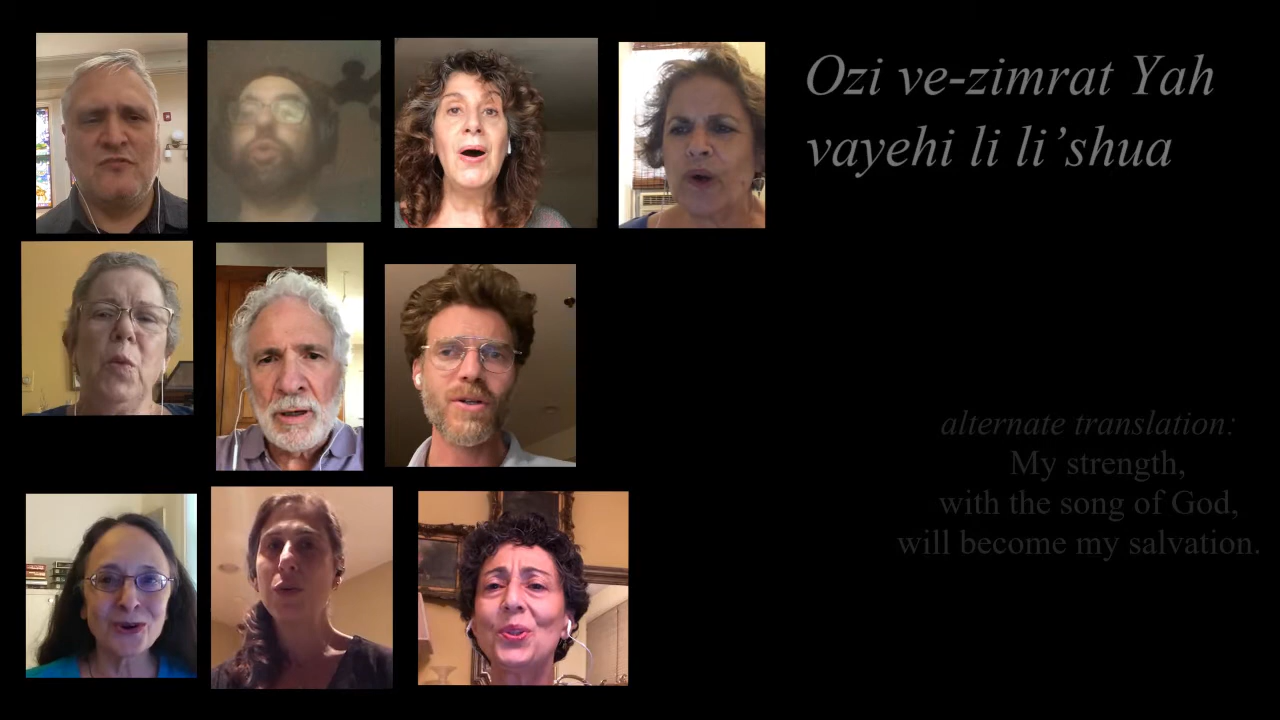 Ozi ve-zimrat Yah
vayehi li li’shua
alternate translation:
My strength,
with the song of God,
will become my salvation.